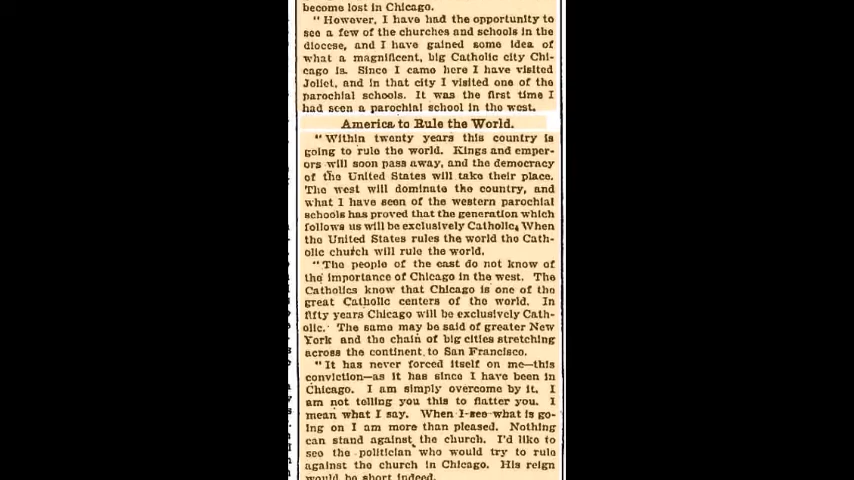 become lost in Chicago.
"However, I have had the opportunity to
see a few of the churches and schools in the
diocese, and I have gained some idea of
what a magnificent, big Catholic city Chi-
cago is. Since I came here I have visited
Joliet, and in that city I visited one of the
parochial schools. It was the first time I
had seen a parochial school in the west.
America to Rule the World.
"Within twenty years this country is
going to rule the world. Kings and emper-
ors will soon pass away, and the democracy
of the United States will take their place.
The west will dominate the country, and
what I have seen of the western parochial
schools has proved that the generation which
follows us will be exclusively Catholic. When
the United States rules the world the Cath-
olic church will rule the world.
"The people of the east do not know of
the importance of Chicago in the west. The
Catholics know that Chicago is one of the
great Catholic centers of the world. In
fifty years Chicago will be exclusively Cath-
olic. The same may be said of greater New
York and the chain of big cities stretching
across the continent to San Francisco.
"It has never forced itself on me—this
conviction—as it has since I have been in
Chicago. I am simply overcome by it. I
am not telling you this to flatter you. I
mean what I say. When I see what is go-
ing on I am more than pleased. Nothing
can stand against the church. I'd like to
see the politician who would try to rule
against the church in Chicago. His reign
would be short indeed.